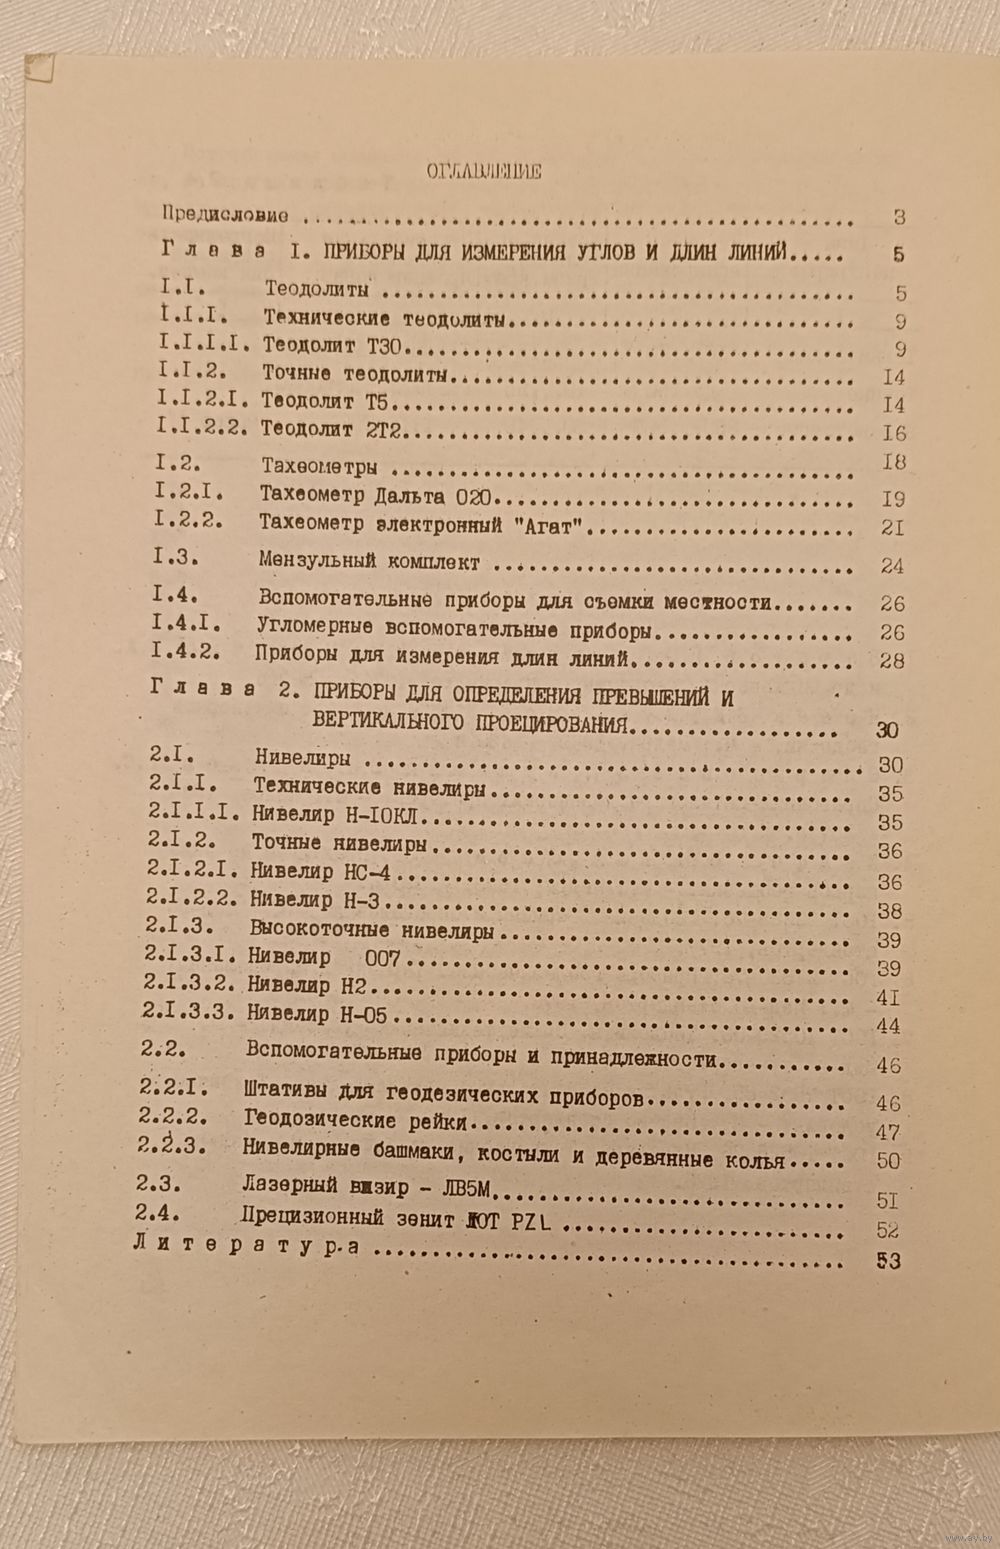 ОГЛАВЛЕНИЕ
Предисловие ........................................ 3
Г л а в а I. ПРИБОРЫ ДЛЯ ИЗМЕРЕНИЯ УГЛОВ И ДЛИН ЛИНИЙ..... 5
I.I. Теодолиты ................................ 5
I.I.I. Технические теодолиты....................... 9
I.I.I.I. Теодолит Т30.............................. 9
I.I.2. Точные теодолиты........................... 14
I.I.2.I. Теодолит Т5............................... 14
I.I.2.2. Теодолит 2Т2.............................. 16
I.2. Тахеометры ............................... 18
I.2.I. Тахеометр Дальта 020........................ 19
I.2.2. Тахеометр электронный "Агат".................. 21
I.3. Мензульный комплект ........................ 24
I.4. Вспомогательные приборы для съемки местности....... 26
I.4.I. Угломерные вспомогательные приборы.............. 26
I.4.2. Приборы для измерения длин линий............... 28
Г л а в а 2. ПРИБОРЫ ДЛЯ ОПРЕДЕЛЕНИЯ ПРЕВЫШЕНИЙ И
ВЕРТИКАЛЬНОГО ПРОЕЦИРОВАНИЯ.............. 30
2.I. Нивелиры ................................. 30
2.I.I. Технические нивелиры........................ 35
2.I.I.I. Нивелир Н-IOКЛ............................. 35
2.I.2. Точные нивелиры............................ 36
2.I.2.I. Нивелир НС-4.............................. 36
2.I.2.2. Нивелир Н-3............................... 38
2.I.3. Высокоточные нивелиры....................... 39
2.I.3.I. Нивелир 007.............................. 39
2.I.3.2. Нивелир Н2................................ 41
2.I.3.3. Нивелир Н-05.............................. 44
2.2. Вспомогательные приборы и принадлежности......... 46
2.2.I. Штативы для геодезических приборов............. 46
2.2.2. Геодозические рейки......................... 47
2.2.3. Нивелирные башмаки, костыли и деревянные колья..... 50
2.3. Лазерный визир – ЛВ5М........................ 51
2.4. Прецизионный зенит ЛОТ PZL ................... 52
Л и т е р а т у р а ................................ 53
www.ay.by